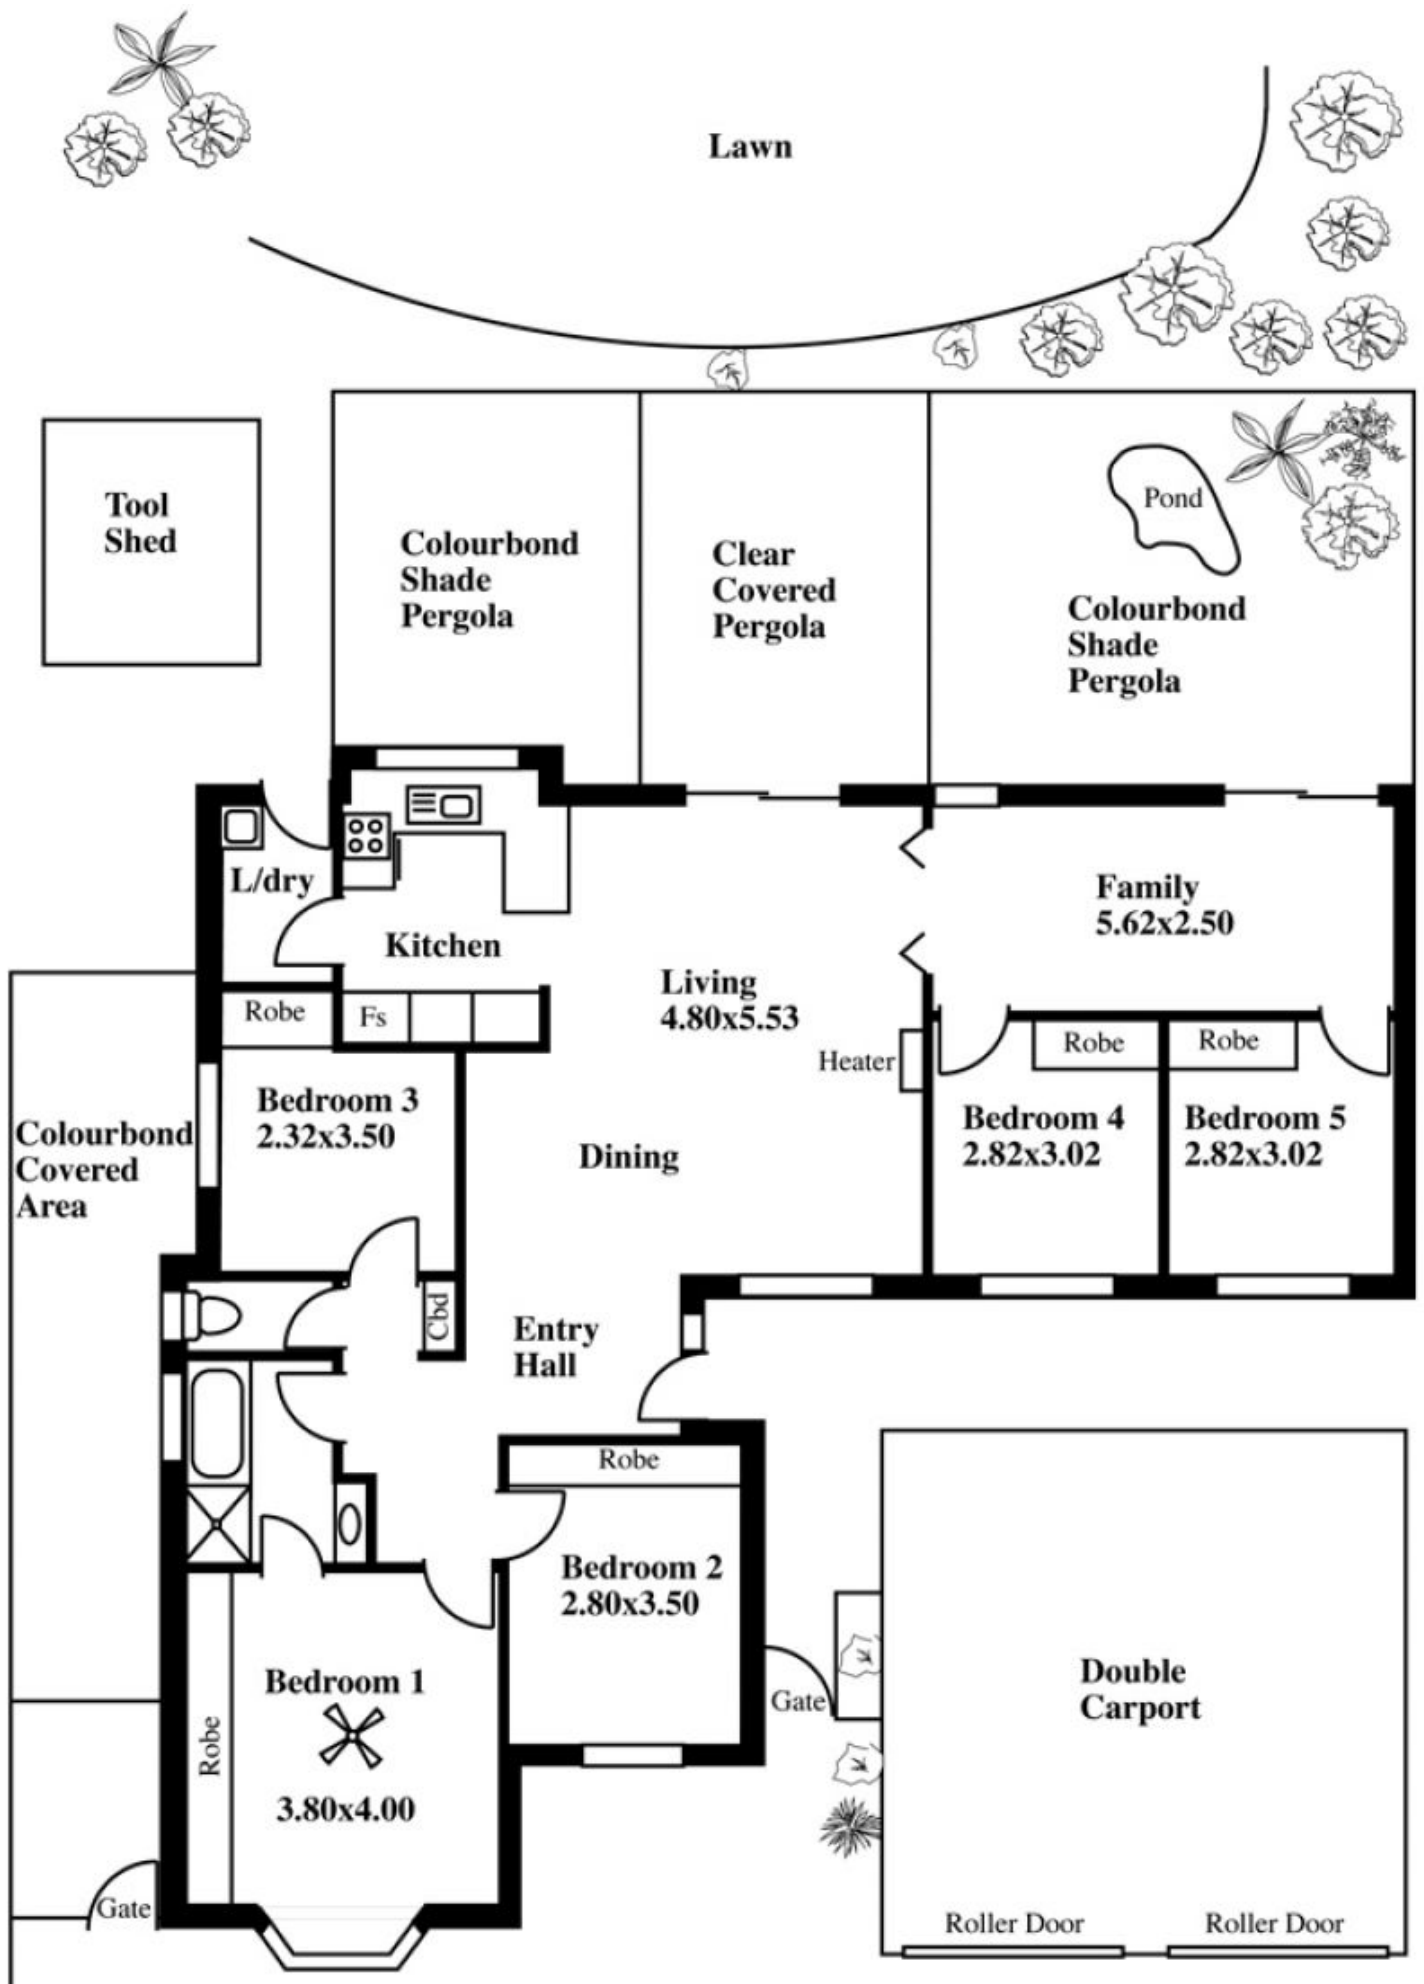 Lawn
Tool
Shed
Colourbond
Shade
Pergola
Clear
Covered
Pergola
Pond
Colourbond
Shade
Pergola
L/dry
Kitchen
Family
5.62x2.50
Living
4.80x5.53
Robe
Fs
Heater
Robe
Robe
Bedroom 3
2.32x3.50
Bedroom 4
2.82x3.02
Bedroom 5
2.82x3.02
Colourbond
Covered
Area
Dining
Cbd
Entry
Hall
Robe
Bedroom 2
2.80x3.50
Bedroom 1
3.80x4.00
Robe
Gate
Double
Carport
Gate
Roller Door
Roller Door